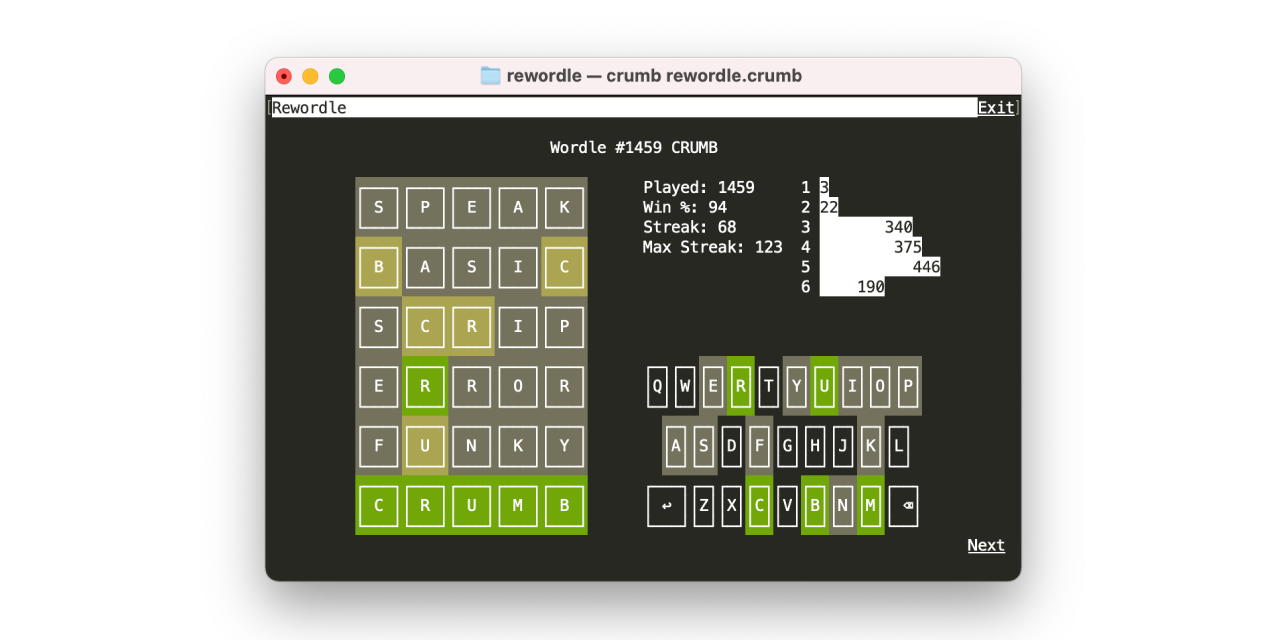 rewordle — crumb rewordle.crumb
[Rewordle Exit]
Wordle #1459 CRUMB
S P E A K
B A S I C
S C R I P
E R R O R
F U N K Y
C R U M B
Played: 1459
Win %: 94
Streak: 68
Max Streak: 123
1 3
2 22
3 340
4 375
5 446
6 190
Q W E R T Y U I O P
A S D F G H J K L
↩ Z X C V B N M ⌫
Next